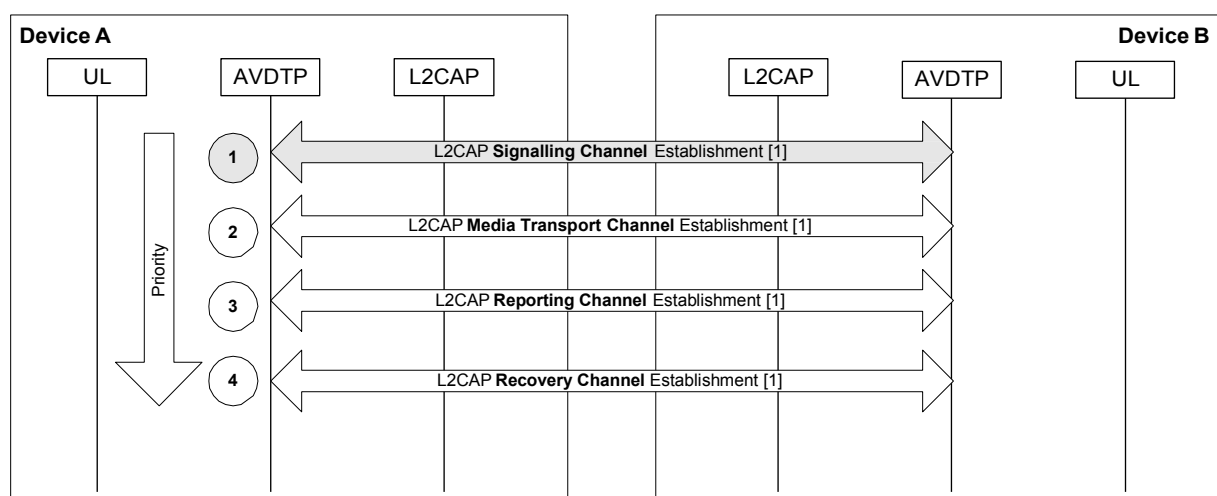 Device A
Device B
UL
AVDTP
L2CAP
L2CAP
AVDTP
UL
1
L2CAP Signalling Channel Establishment [1]
2
L2CAP Media Transport Channel Establishment [1]
Priority
3
L2CAP Reporting Channel Establishment [1]
4
L2CAP Recovery Channel Establishment [1]